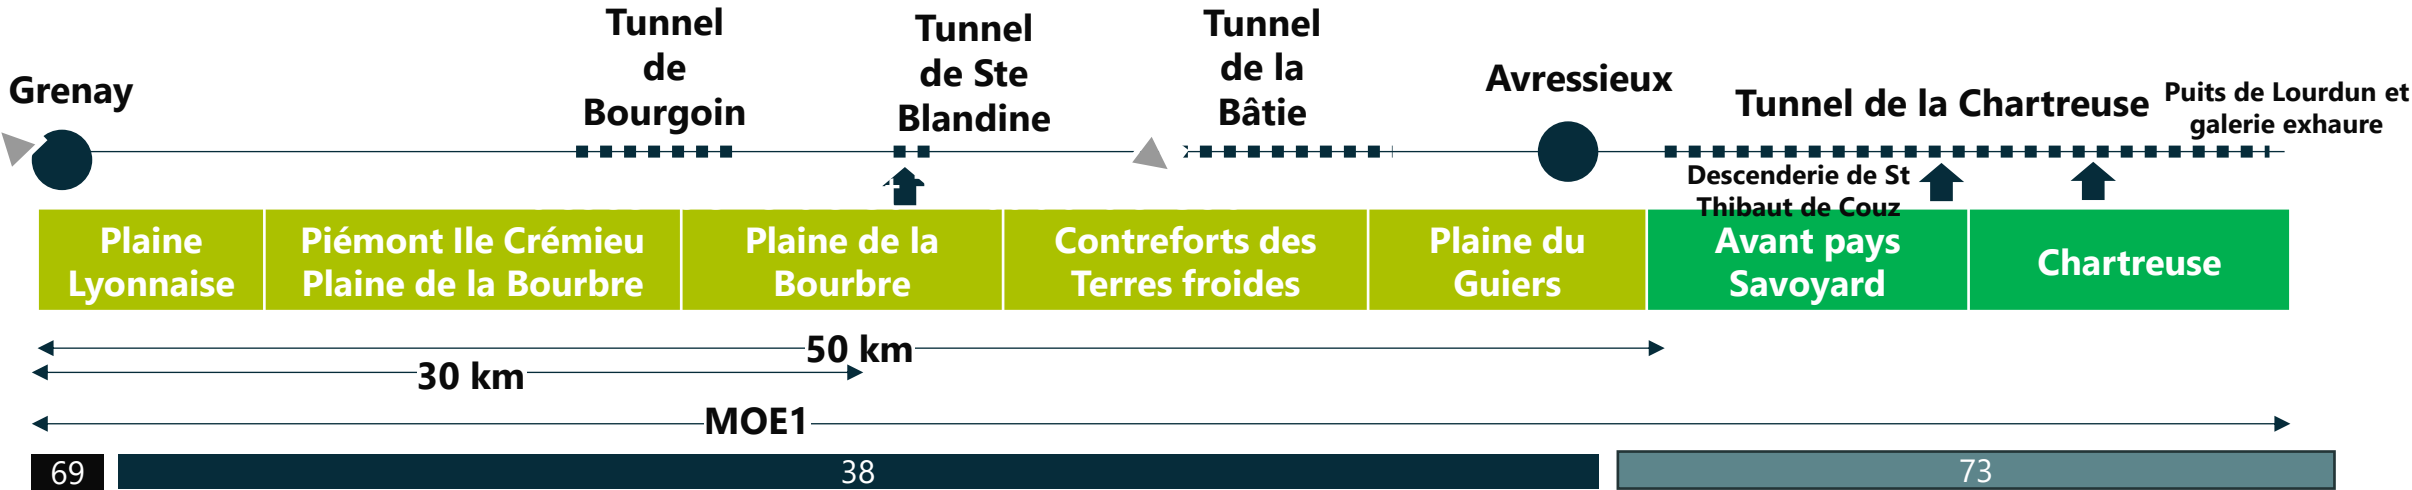 Grenay
Tunnel
de
Bourgoin
Tunnel
de Ste
Blandine
Tunnel
de la
Bâtie
Avressieux
Tunnel de la Chartreuse
Puits de Lourdun et
galerie exhaure
Descenderie de St
Thibaut de Couz
Plaine
Lyonnaise
Piémont Ile Crémieu
Plaine de la Bourbre
Plaine de la
Bourbre
Contreforts des
Terres froides
Plaine du
Guiers
Avant pays
Savoyard
Chartreuse
50 km
30 km
MOE1
69
38
73